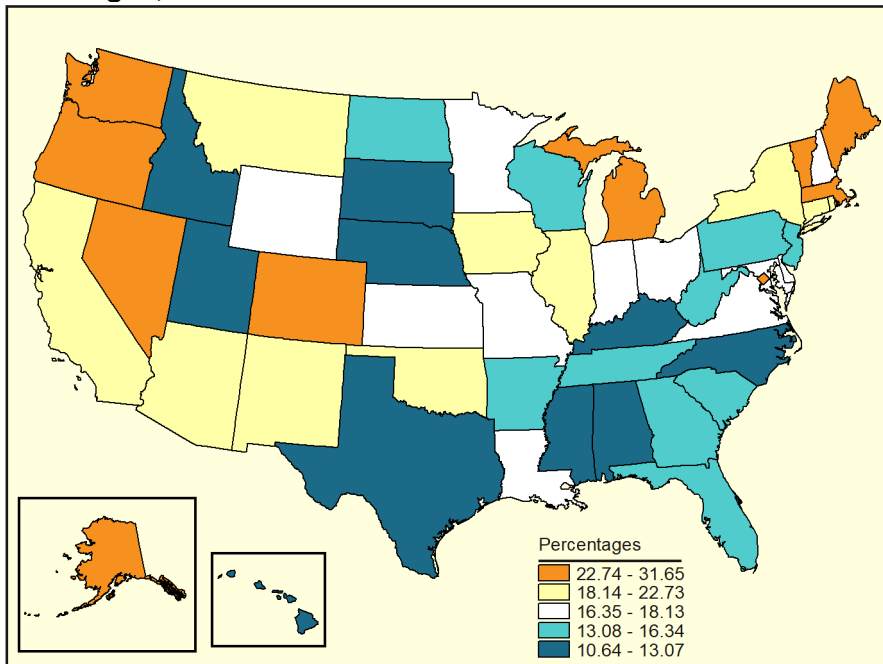 Percentages
22.74 - 31.65
18.14 - 22.73
16.35 - 18.13
13.08 - 16.34
10.64 - 13.07